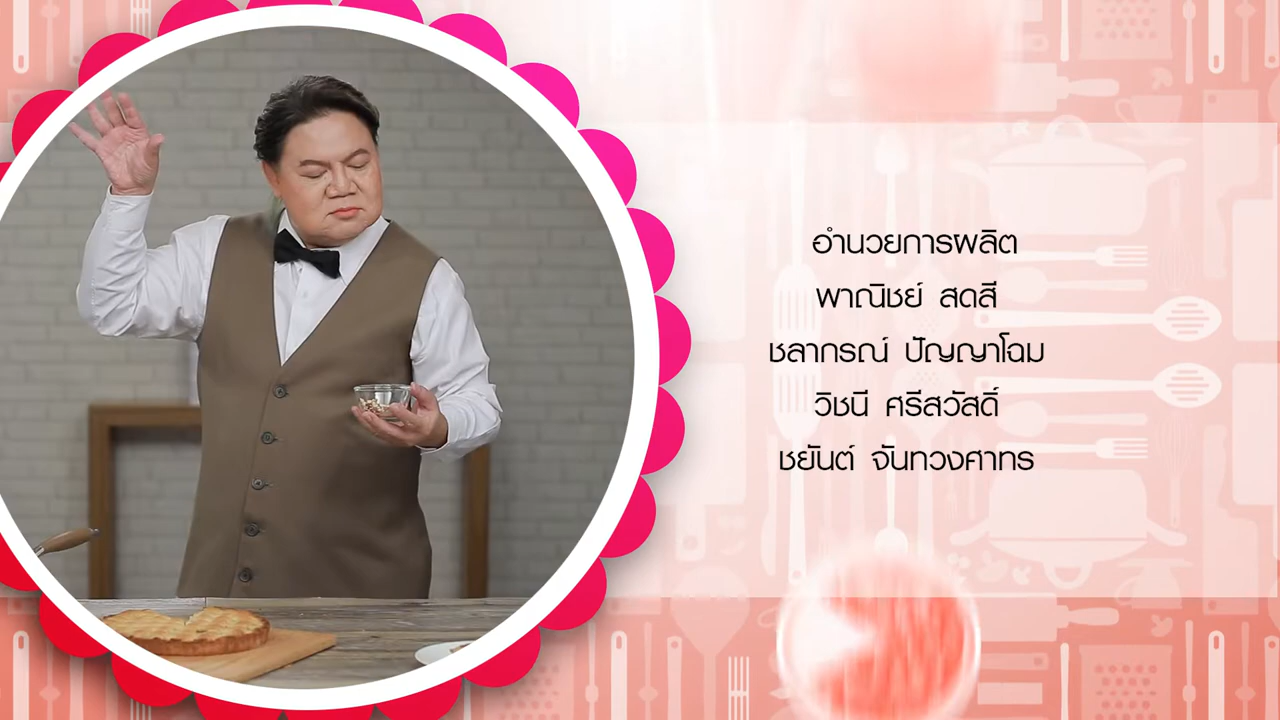 อำนวยการผลิต
พาณิชย์ สดสี
ชลากรณ์ ปัญญาโฉม
วิชนี ศรีสวัสดิ์
ชยันต์ จันทวงศาทร